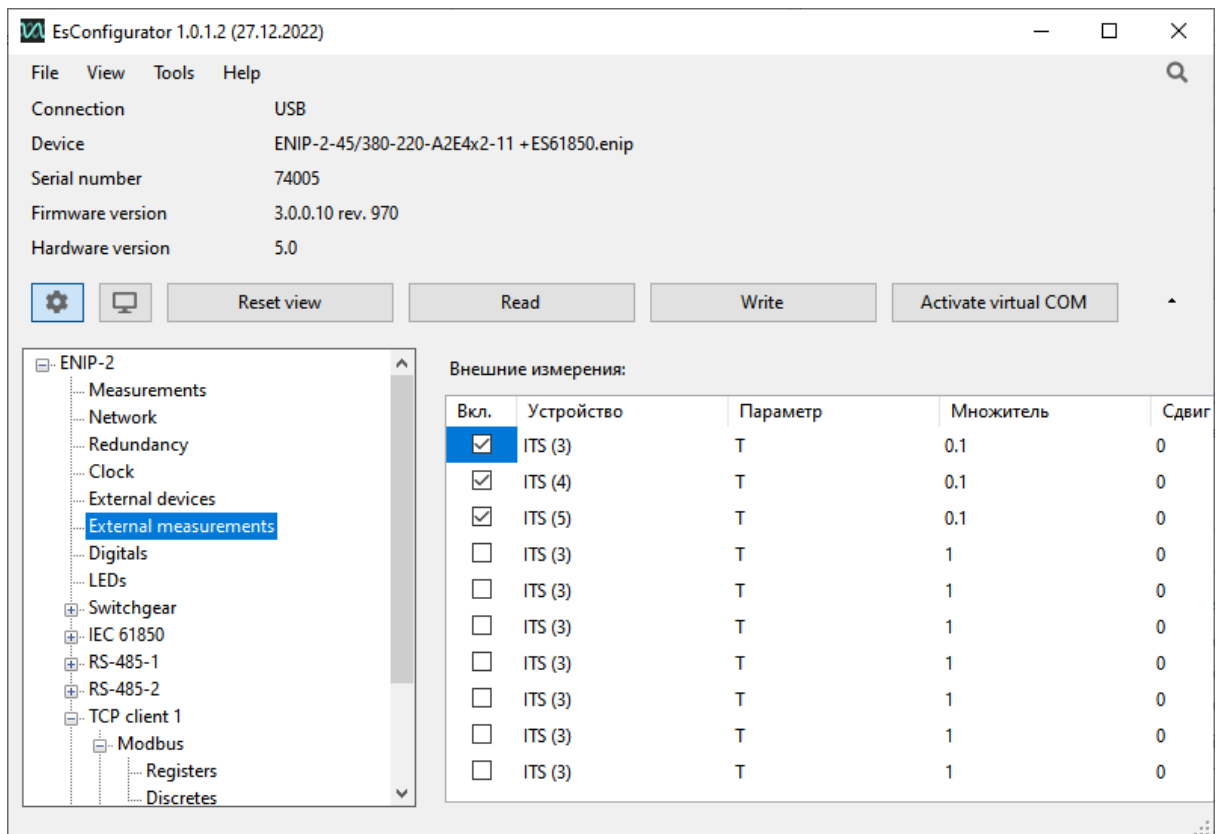 EsConfigurator 1.0.1.2 (27.12.2022)
File View Tools Help
Connection USB
Device ENIP-2-45/380-220-A2E4x2-11 +ES61850.enip
Serial number 74005
Firmware version 3.0.0.10 rev. 970
Hardware version 5.0
Reset view Read Write Activate virtual COM
ENIP-2
Measurements
Network
Redundancy
Clock
External devices
External measurements
Digitals
LEDs
Switchgear
IEC 61850
RS-485-1
RS-485-2
TCP client 1
Modbus
Registers
Discretes
Внешние измерения:
Вкл. Устройство Параметр Множитель Сдвиг
ITS (3) T 0.1 0
ITS (4) T 0.1 0
ITS (5) T 0.1 0
ITS (3) T 1 0
ITS (3) T 1 0
ITS (3) T 1 0
ITS (3) T 1 0
ITS (3) T 1 0
ITS (3) T 1 0
ITS (3) T 1 0